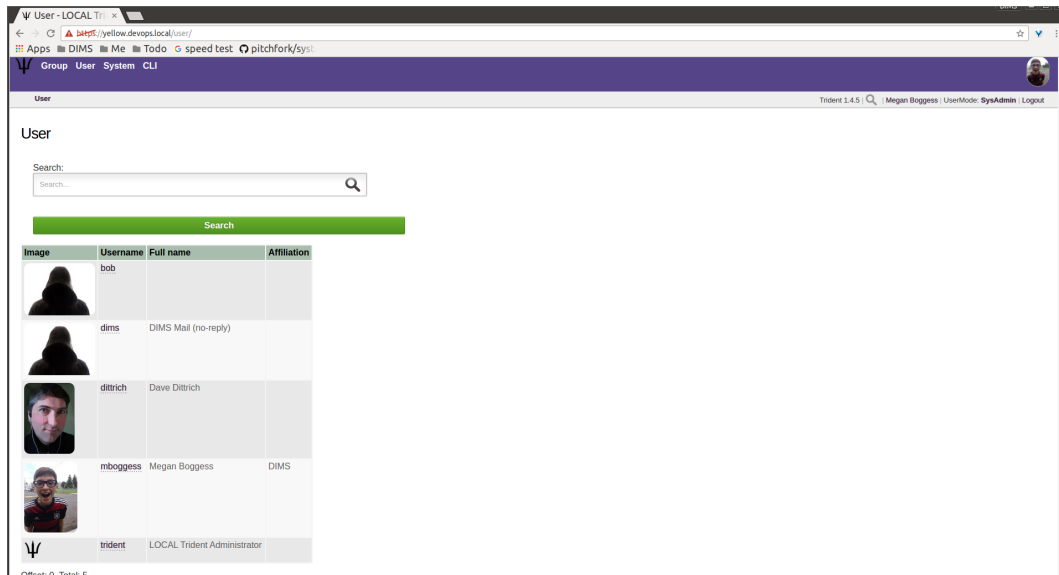 User - LOCAL Tri
https://yellow.devops.local/user/
Apps DIMS Me Todo speed test pitchfork/syst
Group User System CLI
User
Trident 1.4.5 | | Megan Boggess | UserMode: SysAdmin | Logout
User
Search:
Search...
Search
Image Username Full name Affiliation
bob
dims DIMS Mail (no-reply)
dittrich Dave Dittrich
mboggess Megan Boggess DIMS
trident LOCAL Trident Administrator
Offset: 0, Total: 5